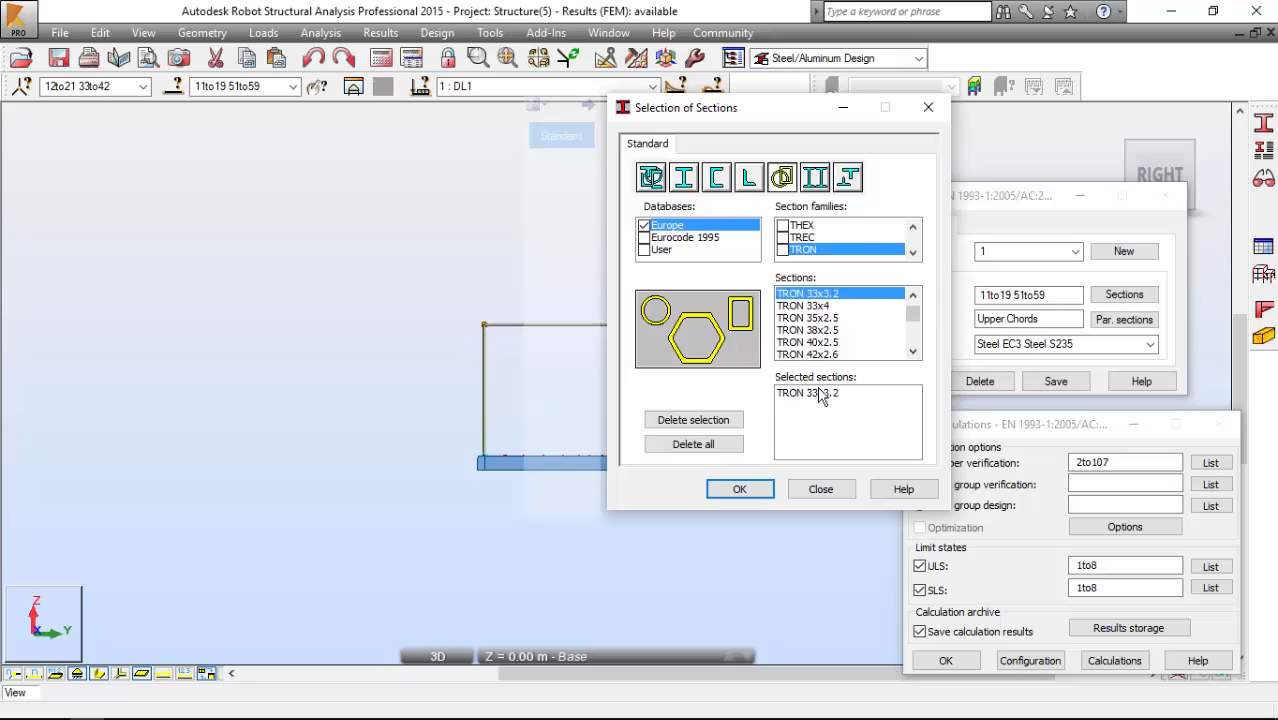 Autodesk Robot Structural Analysis Professional 2015 - Project: Structure(5) - Results (FEM): available
Type a keyword or phrase
PRO
File Edit View Geometry Loads Analysis Results Design Tools Add-Ins Window Help Community
Steel/Aluminum Design
12to21 33to42
11to19 51to59
1 : DL1
Standard
Selection of Sections
Standard
Databases:
Europe
Eurocode 1995
User
Section families:
THEX
TREC
TRON
Sections:
TRON 33x3.2
TRON 33x4
TRON 35x2.5
TRON 38x2.5
TRON 40x2.5
TRON 42x2.6
Selected sections:
TRON 33x3.2
Delete selection
Delete all
OK
Close
Help
RIGHT
N 1993-1:2005/AC:2...
1
New
11to19 51to59
Sections
Upper Chords
Par. sections
Steel EC3 Steel S235
Delete
Save
Help
ulations - EN 1993-1:2005/AC:...
ion options
per verification:
2to107
List
group verification:
List
group design:
List
Optimization
Options
Limit states
ULS:
1to8
List
SLS:
1to8
List
Calculation archive
Save calculation results
Results storage
OK
Configuration
Calculations
Help
Z
X
Y
3D
Z = 0.00 m - Base
View